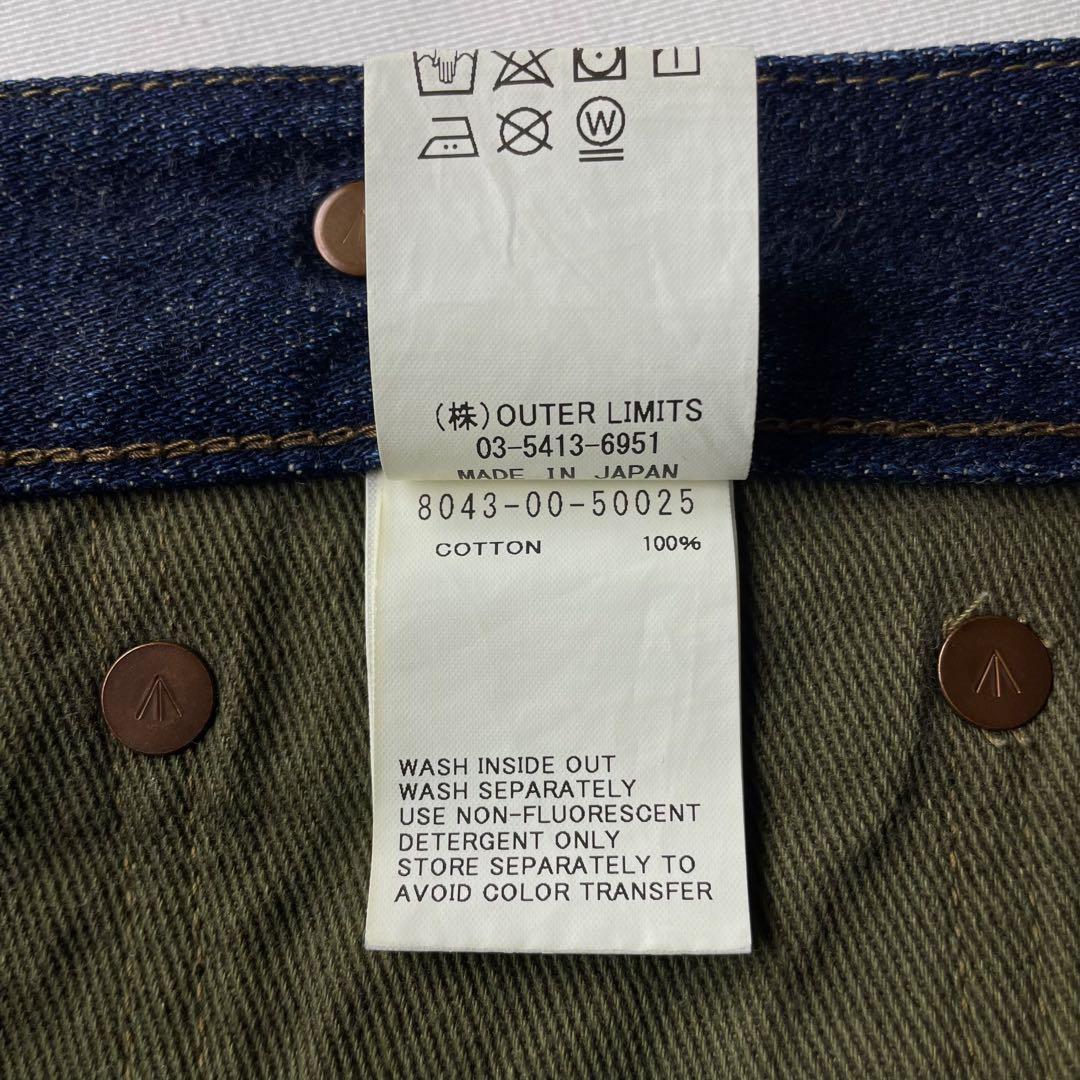 W
(株)OUTER LIMITS
03-5413-6951
MADE IN JAPAN
8043-00-50025
COTTON 100%
WASH INSIDE OUT
WASH SEPARATELY
USE NON-FLUORESCENT
DETERGENT ONLY
STORE SEPARATELY TO
AVOID COLOR TRANSFER